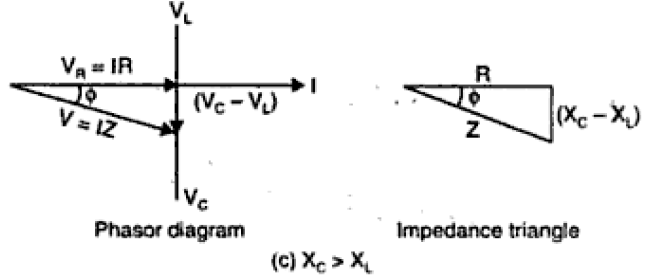 V_L
V_R = IR
I
R
ϕ
(V_C – V_L)
ϕ
(X_C – X_L)
V = IZ
Z
V_C
Phasor diagram
Impedance triangle
(c) X_C > X_L